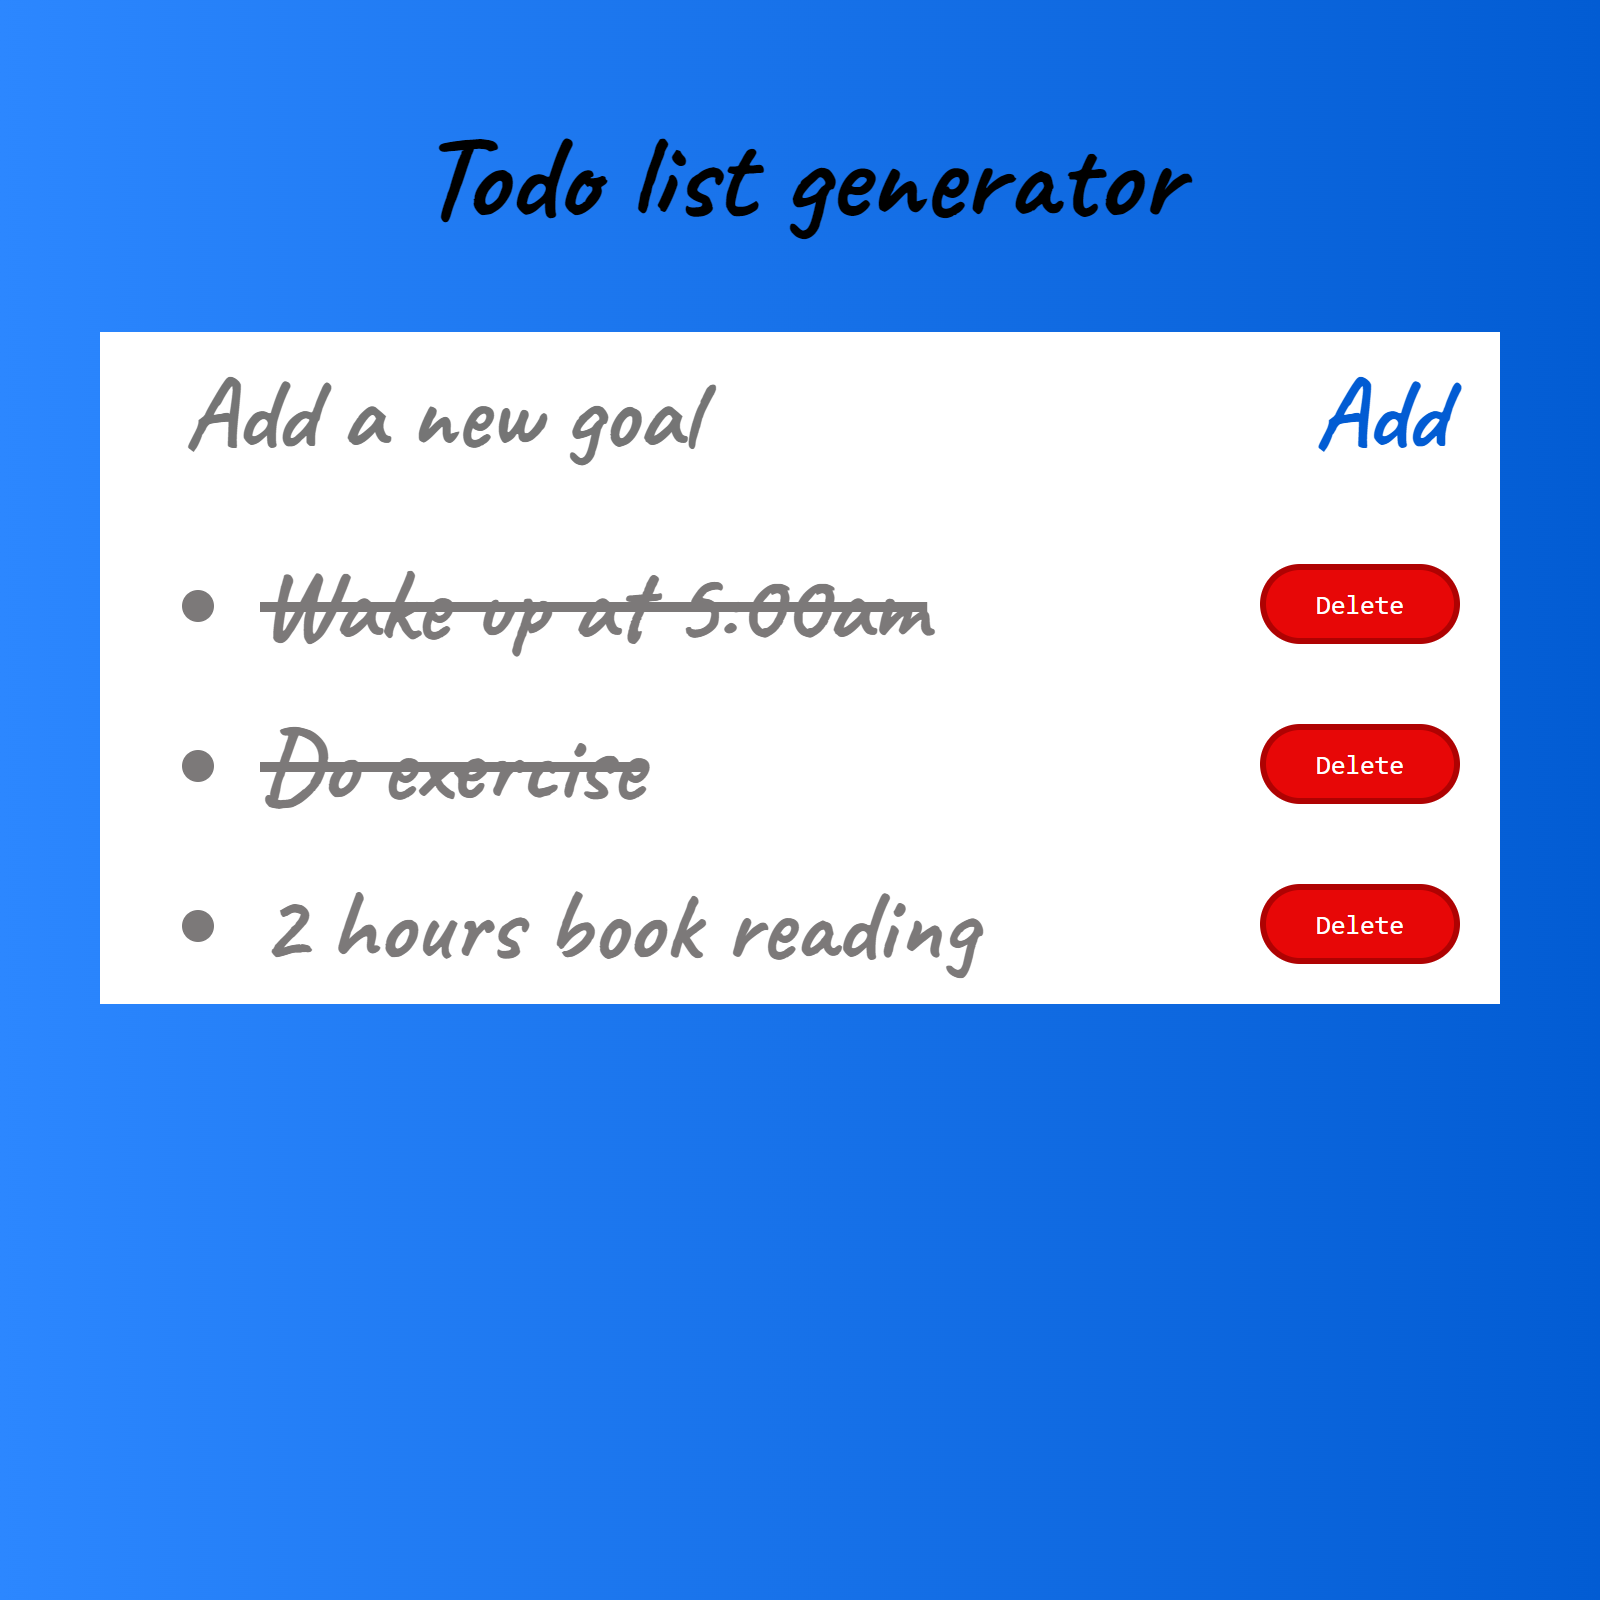 Todo list generator
Add a new goal Add
Wake up at 5:00am Delete
Do exercise Delete
2 hours book reading Delete